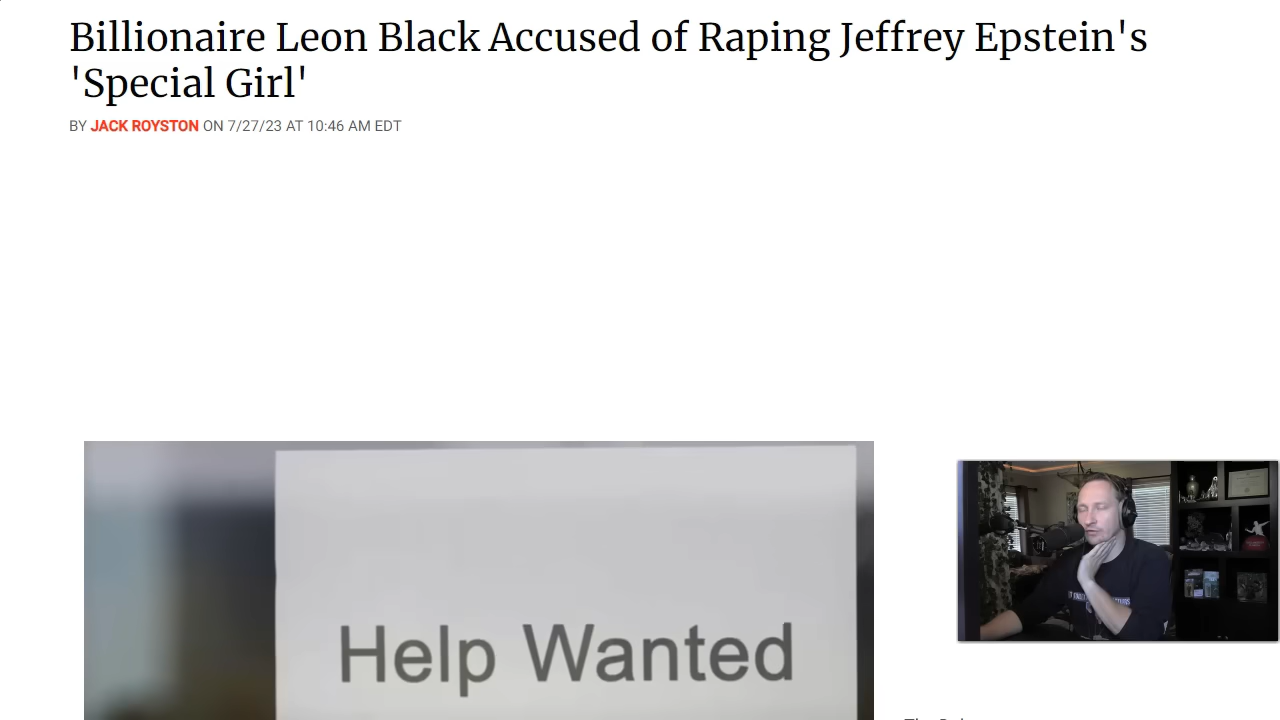 Billionaire Leon Black Accused of Raping Jeffrey Epstein's
'Special Girl'
BY JACK ROYSTON ON 7/27/23 AT 10:46 AM EDT
Help Wanted